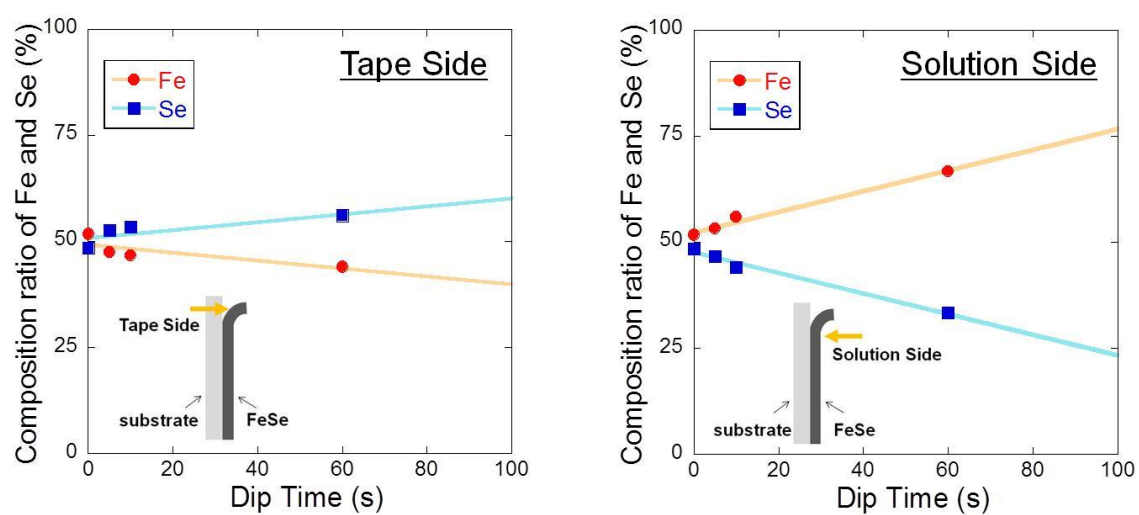 Composition ratio of Fe and Se (%)
100
75
50
25
0
Tape Side
Fe
Se
Tape Side
substrate
FeSe
0 20 40 60 80 100
Dip Time (s)
Composition ratio of Fe and Se (%)
100
75
50
25
0
Solution Side
Fe
Se
Solution Side
substrate
FeSe
0 20 40 60 80 100
Dip Time (s)